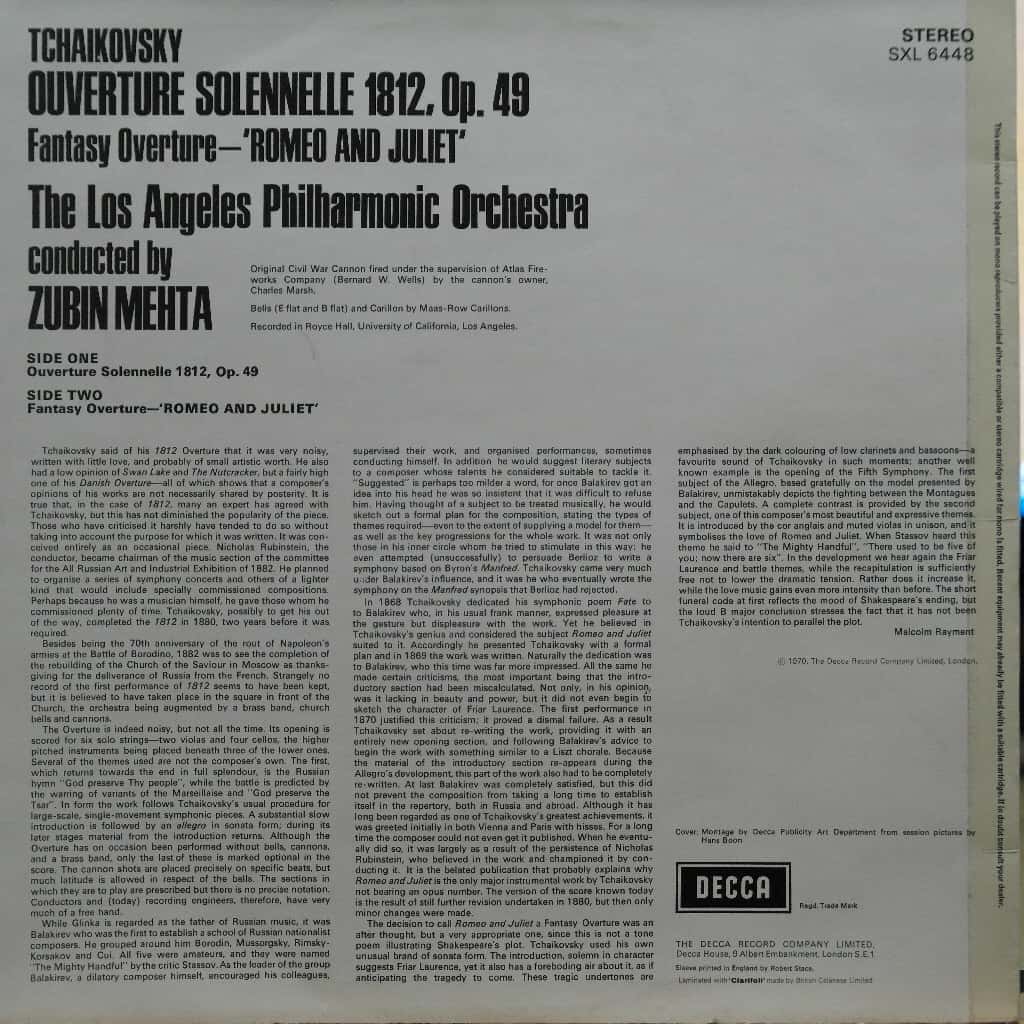 TCHAIKOVSKY
OUVERTURE SOLENNELLE 1812, Op. 49
Fantasy Overture—'ROMEO AND JULIET'
The Los Angeles Philharmonic Orchestra
conducted by
ZUBIN MEHTA
STEREO
SXL 6448
Original Civil War Cannon fired under the supervision of Atlas Fire-
works Company (Bernard W. Wells) by the cannon's owner,
Charles Marsh.
Bells (E flat and B flat) and Carillon by Maas-Row Carillons.
Recorded in Royce Hall, University of California, Los Angeles.
SIDE ONE
Ouverture Solennelle 1812, Op. 49
SIDE TWO
Fantasy Overture—'ROMEO AND JULIET'
Tchaikovsky said of his 1812 Overture that it was very noisy,
written with little love, and probably of small artistic worth. He also
had a low opinion of Swan Lake and The Nutcracker, but a fairly high
one of his Danish Overture—all of which shows that a composer's
opinions of his works are not necessarily shared by posterity. It is
true that, in the case of 1812, many an expert has agreed with
Tchaikovsky, but this has not diminished the popularity of the piece.
Those who have criticised it harshly have tended to do so without
taking into account the purpose for which it was written. It was con-
ceived entirely as an occasional piece. Nicholas Rubinstein, the
conductor, became chairman of the music section of the committee
for the All Russian Art and Industrial Exhibition of 1882. He planned
to organise a series of symphony concerts and others of a lighter
kind that would include specially commissioned compositions.
Perhaps because he was a musician himself, he gave those whom he
commissioned plenty of time. Tchaikovsky, possibly to get his out
of the way, completed the 1812 in 1880, two years before it was
required.
Besides being the 70th anniversary of the rout of Napoleon's
armies at the Battle of Borodino, 1882 was to see the completion of
the rebuilding of the Church of the Saviour in Moscow as thanks-
giving for the deliverance of Russia from the French. Strangely no
record of the first performance of 1812 seems to have been kept,
but it is believed to have taken place in the square in front of the
Church, the orchestra being augmented by a brass band, church
bells and cannons.
The Overture is indeed noisy, but not all the time. Its opening is
scored for six solo strings—two violas and four cellos, the higher
pitched instruments being placed beneath three of the lower ones.
Several of the themes used are not the composer's own. The first,
which returns towards the end in full splendour, is the Russian
hymn "God preserve Thy people", while the battle is predicted by
the warring of variants of the Marseillaise and "God preserve the
Tsar". In form the work follows Tchaikovsky's usual procedure for
large-scale, single-movement symphonic pieces. A substantial slow
introduction is followed by an allegro in sonata form; during its
later stages material from the introduction returns. Although the
Overture has on occasion been performed without bells, cannons,
and a brass band, only the last of these is marked optional in the
score. The cannon shots are placed precisely on specific beats, but
much latitude is allowed in respect of the balls. The sections in
which they are to play are prescribed but there is no precise notation.
Conductors and (today) recording engineers, therefore, have very
much of a free hand.
While Glinka is regarded as the father of Russian music, it was
Balakirev who was the first to establish a school of Russian nationalist
composers. He grouped around him Borodin, Mussorgsky, Rimsky-
Korsakov and Cui. All five were amateurs, and they were named
"The Mighty Handful" by the critic Stassov. As the leader of the group
Balakirev, a dilatory composer himself, encouraged his colleagues,
supervised their work, and organised performances, sometimes
conducting himself. In addition he would suggest literary subjects
to a composer whose talents he considered suitable to tackle it.
"Suggested" is perhaps too milder a word, for once Balakirev got an
idea into his head he was so insistent that it was difficult to refuse
him. Having thought of a subject to be treated musically, he would
sketch out a formal plan for the composition, stating the types of
themes required—even to the extent of supplying a model for them—
as well as the key progressions for the whole work. It was not only
those in his inner circle whom he tried to stimulate in this way: he
even attempted (unsuccessfully) to persuade Berlioz to write a
symphony based on Byron's Manfred. Tchaikovsky came very much
under Balakirev's influence, and it was he who eventually wrote the
symphony on the Manfred synopsis that Berlioz had rejected.
In 1868 Tchaikovsky dedicated his symphonic poem Fate to
to Balakirev who, in his usual frank manner, expressed pleasure at
the gesture but displeasure with the work. Yet he believed in
Tchaikovsky's genius and considered the subject Romeo and Juliet
suited to it. Accordingly he presented Tchaikovsky with a formal
plan and in 1869 the work was written. Naturally the dedication was
to Balakirev, who this time was far more impressed. All the same he
made certain criticisms, the most important being that the intro-
ductory section had been miscalculated. Not only, in his opinion,
was it lacking in beauty and power, but it did not even begin to
sketch the character of Friar Laurence. The first performance in
1870 justified this criticism; it proved a dismal failure. As a result
Tchaikovsky set about re-writing the work, providing it with an
entirely new opening section, and following Balakirev's advice to
begin the work with something similar to a Liszt chorale. Because
the material of the introductory section re-appears during the
Allegro's development, this part of the work also had to be completely
re-written. At last Balakirev was completely satisfied, but this did
not prevent the composition from taking a long time to establish
itself in the repertory, both in Russia and abroad. Although it has
long been regarded as one of Tchaikovsky's greatest achievements, it
was greeted initially in both Vienna and Paris with hisses. For a long
time the composer could not even get it published. When he eventu-
ally did so, it was largely as a result of the persistence of Nicholas
Rubinstein, who believed in the work and championed it by con-
ducting it. It is the belated publication that probably explains why
Romeo and Juliet is the only major instrumental work by Tchaikovsky
not bearing an opus number. The version of the score known today
is the result of still further revision undertaken in 1880, but then only
minor changes were made.
The decision to call Romeo and Juliet a Fantasy Overture was an
after thought, but a very appropriate one, since this is not a tone
poem illustrating Shakespeare's plot. Tchaikovsky used his own
unusual brand of sonata form. The introduction, solemn in character
suggests Friar Laurence, yet it also has a foreboding air about it, as if
anticipating the tragedy to come. These tragic undertones are
emphasised by the dark colouring of low clarinets and bassoons—a
favourite sound of Tchaikovsky in such moments; another well
known example is the opening of the Fifth Symphony. The first
subject of the Allegro, based gratefully on the model presented by
Balakirev, unmistakably depicts the fighting between the Montagues
and the Capulets. A complete contrast is provided by the second
subject, one of this composer's most beautiful and expressive themes.
It is introduced by the cor anglais and muted violas in unison, and it
symbolises the love of Romeo and Juliet. When Stassov heard this
theme he said to "The Mighty Handful", "There used to be five of
you; now there are six". In the development we hear again the Friar
Laurence and battle themes, while the recapitulation is sufficiently
free not to lower the dramatic tension. Rather does it increase it,
while the love music gains even more intensity than before. The short
funeral code at first reflects the mood of Shakespeare's ending, but
the loud B major conclusion stresses the fact that it has not been
Tchaikovsky's intention to parallel the plot.
Malcolm Rayment
© 1970, The Decca Record Company Limited, London.
Cover: Montage by Decca Publicity Art Department from session pictures by
Hans Boon
DECCA
Regd. Trade Mark
THE DECCA RECORD COMPANY LIMITED,
Decca House, 9 Albert Embankment, London S.E.1.
Sleeve printed in England by Robert Stace.
Laminated with 'Clarifoil' made by British Celanese Limited
This stereo record can be played on mono reproducers provided either a compatible or stereo cartridge wired for mono is fitted. Recent equipment may already be fitted with a suitable cartridge. If in doubt consult your dealer.